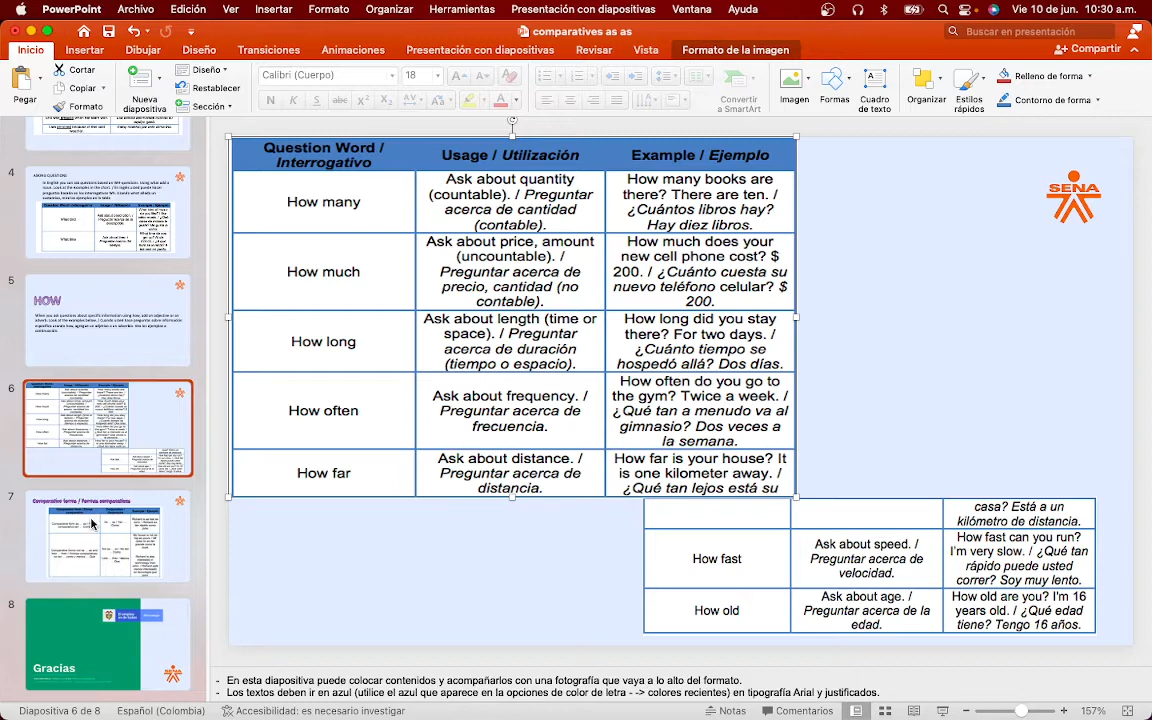 PowerPoint Archivo Edición Ver Insertar Formato Organizar Herramientas Presentación con diapositivas Ventana Ayuda Vie 10 de jun. 10:30 a.m.
comparatives as as
Buscar en presentación
Inicio Insertar Dibujar Diseño Transiciones Animaciones Presentación con diapositivas Revisar Vista Formato de la imagen Compartir
Pegar
Cortar
Copiar
Formato
Nueva diapositiva
Diseño
Restablecer
Sección
Calibri (Cuerpo) 18
Convertir a SmartArt
Imagen
Formas
Cuadro de texto
Organizar
Estilos rápidos
Relleno de forma
Contorno de forma
4
5
HOW
6
7
Comparative forms / Formas comparativas
8
Gracias
Question Word / Interrogativo
Usage / Utilización
Example / Ejemplo
How many
Ask about quantity
(countable). / Preguntar
acerca de cantidad
(contable).
How many books are
there? There are ten. /
¿Cuántos libros hay?
Hay diez libros.
How much
Ask about price, amount
(uncountable). /
Preguntar acerca de
precio, cantidad (no
contable).
How much does your
new cell phone cost? $
200. / ¿Cuánto cuesta su
nuevo teléfono celular? $
200.
How long
Ask about length (time or
space). / Preguntar
acerca de duración
(tiempo o espacio).
How long did you stay
there? For two days. /
¿Cuánto tiempo se
hospedó allá? Dos días.
How often
Ask about frequency. /
Preguntar acerca de
frecuencia.
How often do you go to
the gym? Twice a week. /
¿Qué tan a menudo va al
gimnasio? Dos veces a
la semana.
How far
Ask about distance. /
Preguntar acerca de
distancia.
How far is your house? It
is one kilometer away. /
¿Qué tan lejos está su
casa? Está a un
kilómetro de distancia.
How fast
Ask about speed. /
Preguntar acerca de
velocidad.
How fast can you run?
I'm very slow. / ¿Qué tan
rápido puede usted
correr? Soy muy lento.
How old
Ask about age. /
Preguntar acerca de la
edad.
How old are you? I'm 16
years old. / ¿Qué edad
tiene? Tengo 16 años.
SENA
- En esta diapositiva puede colocar contenidos y acompañarlos con una fotografía que vaya a lo alto del formato.
- Los textos deben ir en azul (utilice el azul que aparece en la opciones de color de letra - -> colores recientes) en tipografía Arial y justificados.
Diapositiva 6 de 8 Español (Colombia) Accesibilidad: es necesario investigar Notas Comentarios 157%